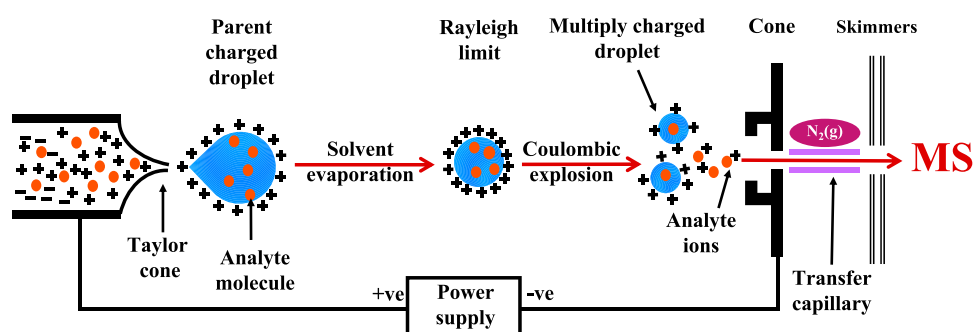 Parent
charged
droplet
Rayleigh
limit
Multiply charged
droplet
Cone
Skimmers
N₂(g)
Solvent
evaporation
Coulombic
explosion
MS
Taylor
cone
Analyte
molecule
Analyte
ions
Transfer
capillary
+ve
Power
supply
-ve